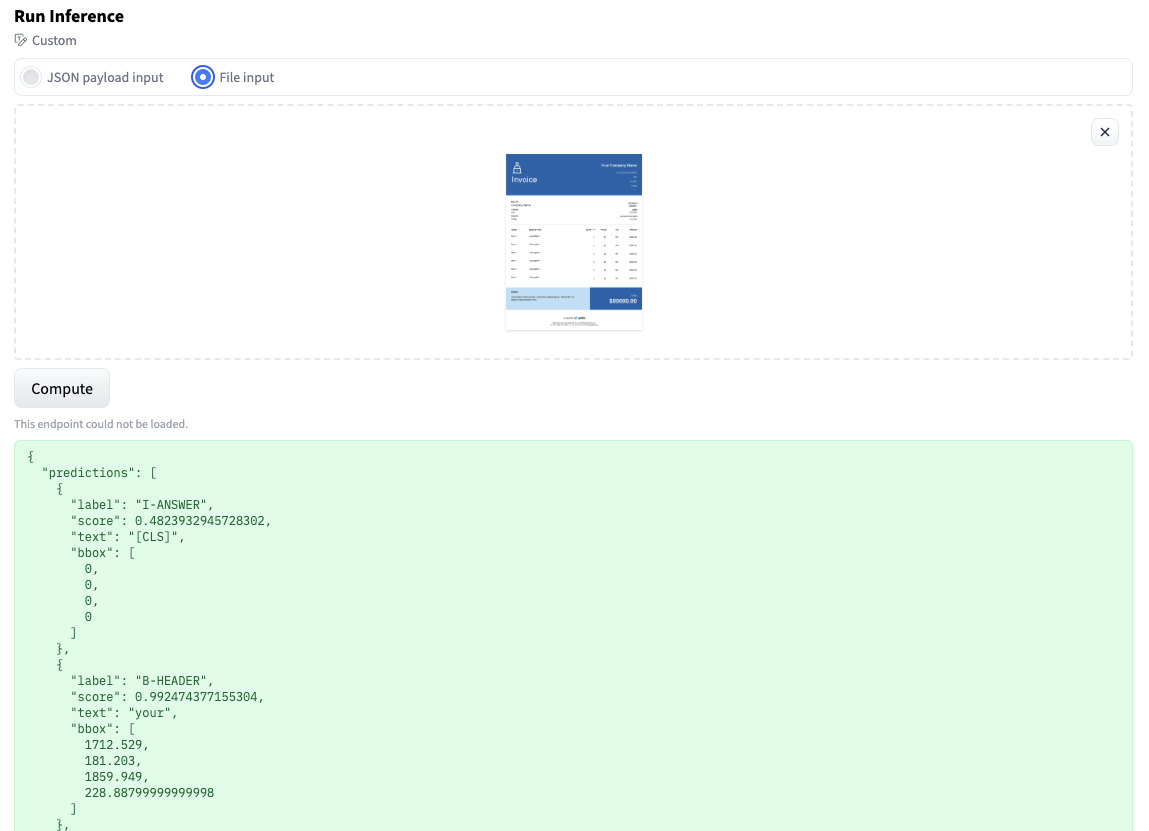 Run Inference
Custom
JSON payload input
File input
Your Company Name
Invoice
$00000.00
Compute
This endpoint could not be loaded.
{
"predictions": [
{
"label": "I-ANSWER",
"score": 0.4823932945728302,
"text": "[CLS]",
"bbox": [
0,
0,
0,
0
]
},
{
"label": "B-HEADER",
"score": 0.992474377155304,
"text": "your",
"bbox": [
1712.529,
181.203,
1859.949,
228.88799999999998
]
},